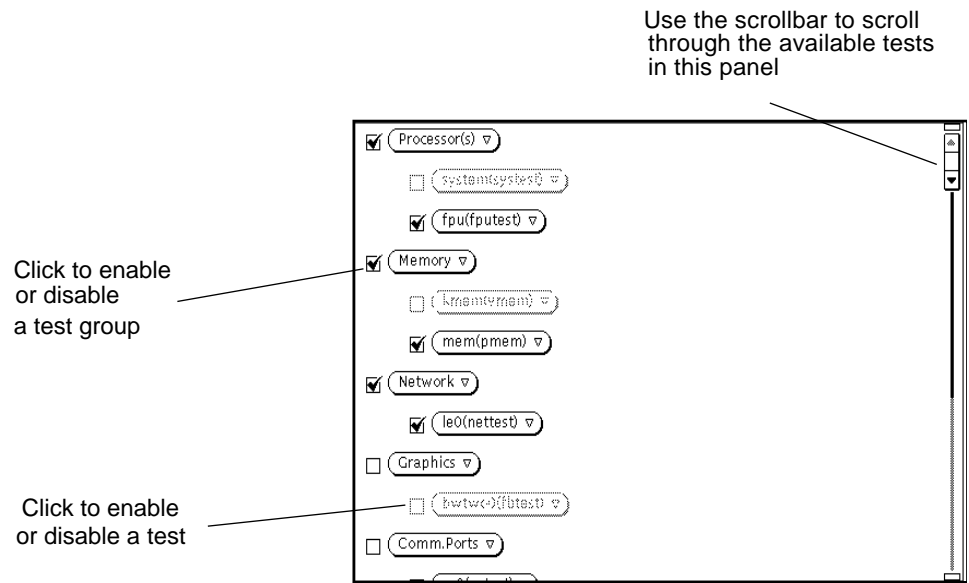 Use the scrollbar to scroll
through the available tests
in this panel
Processor(s)
system(systest)
fpu(fputest)
Click to enable
or disable
a test group
Memory
kmem(vmem)
mem(pmem)
Network
le0(nettest)
Graphics
Click to enable
or disable a test
Comm.Ports